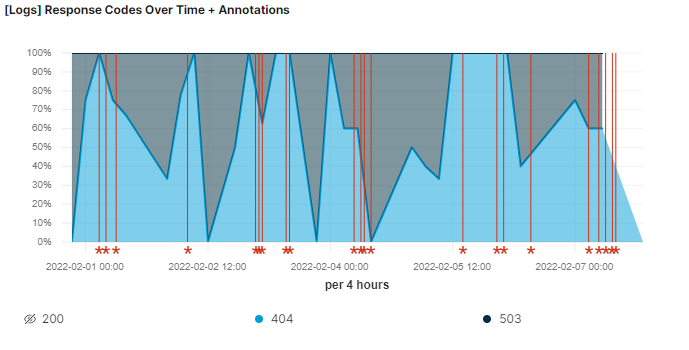 [Logs] Response Codes Over Time + Annotations
100%
90%
80%
70%
60%
50%
40%
30%
20%
10%
0%
2022-02-01 00:00 2022-02-02 12:00 2022-02-04 00:00 2022-02-05 12:00 2022-02-07 00:00
per 4 hours
200 404 503